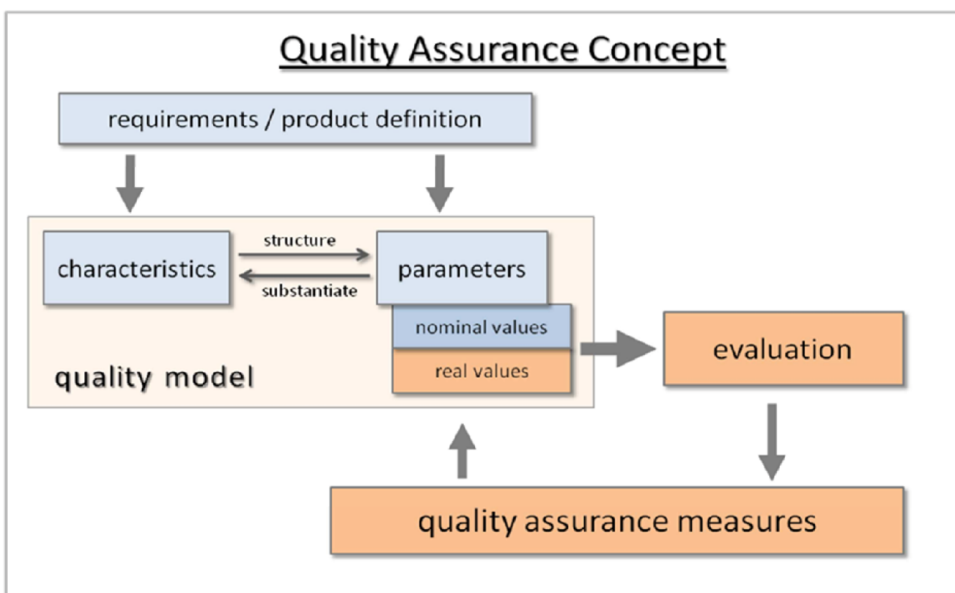 Quality Assurance Concept
requirements / product definition
structure
characteristics
parameters
substantiate
nominal values
evaluation
real values
quality model
quality assurance measures